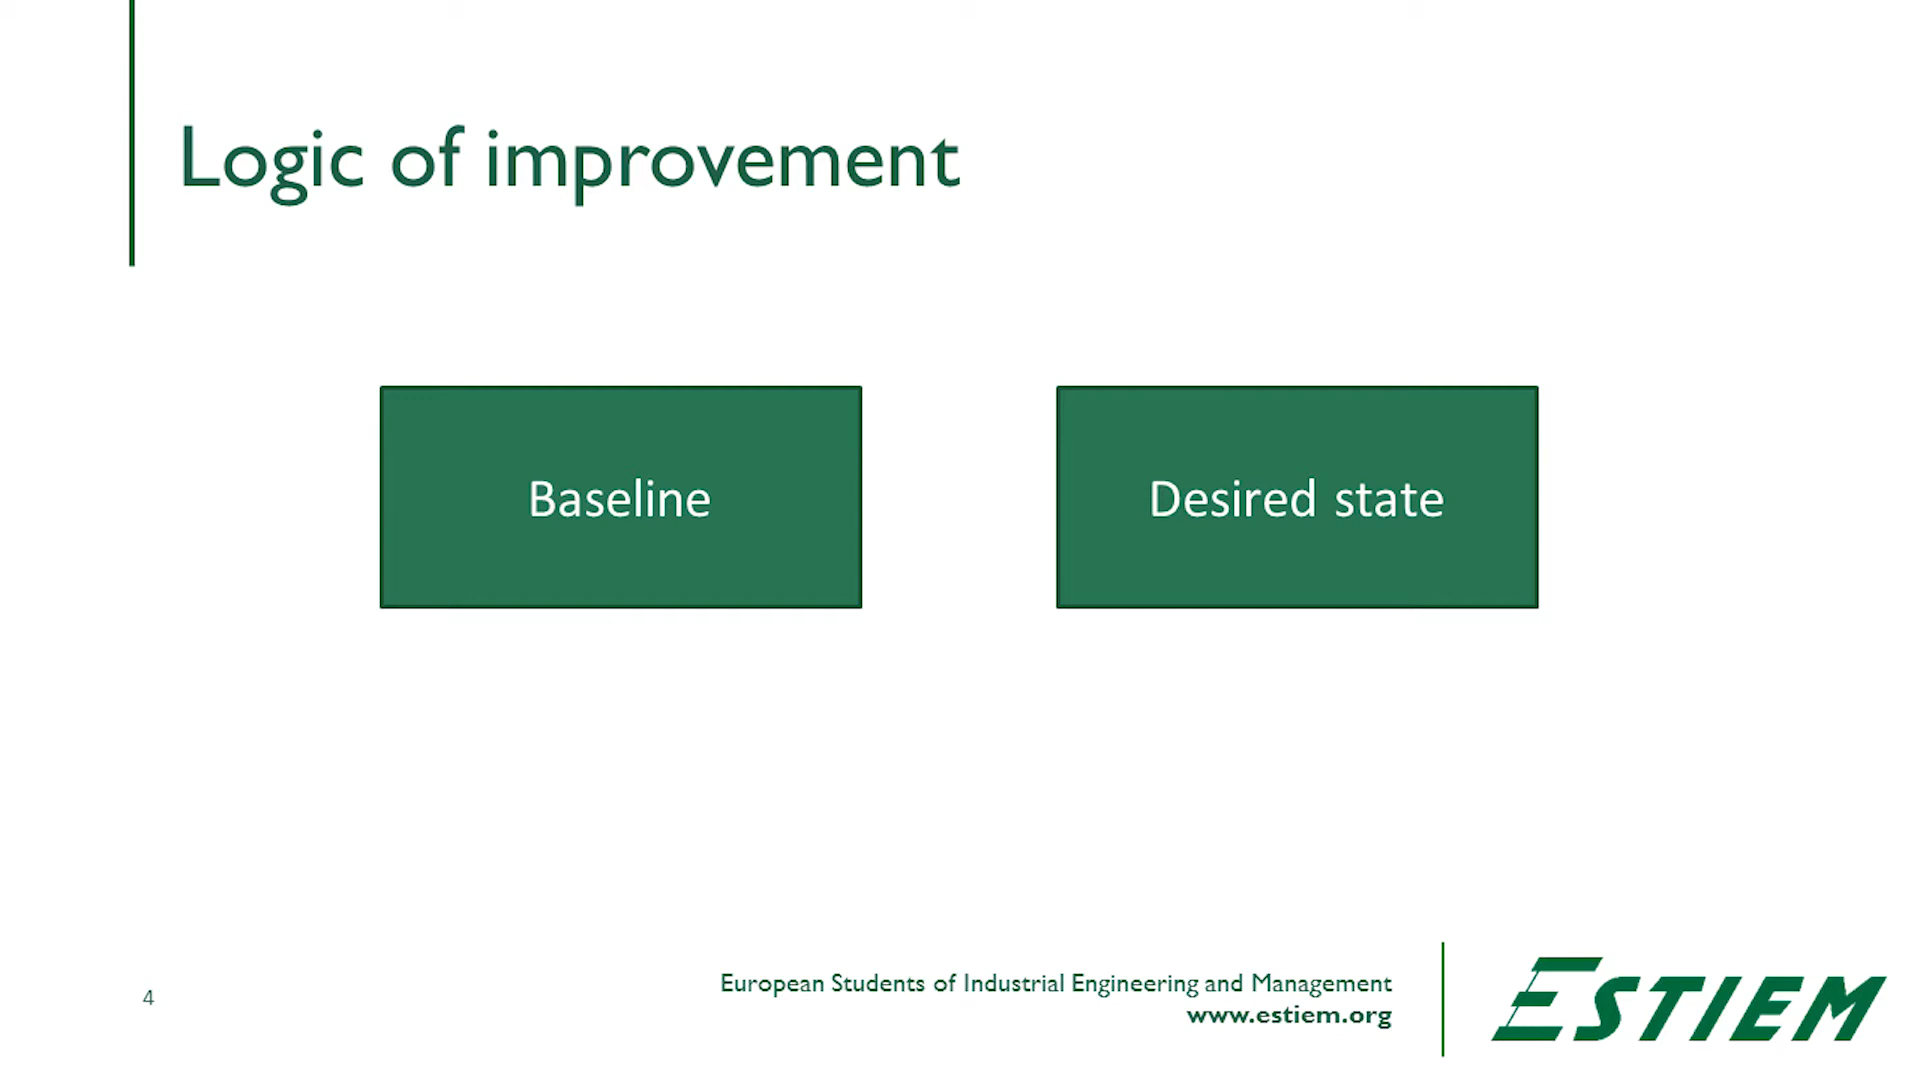 Logic of improvement
Baseline
Desired state
4
European Students of Industrial Engineering and Management
www.estiem.org
ESTIEM